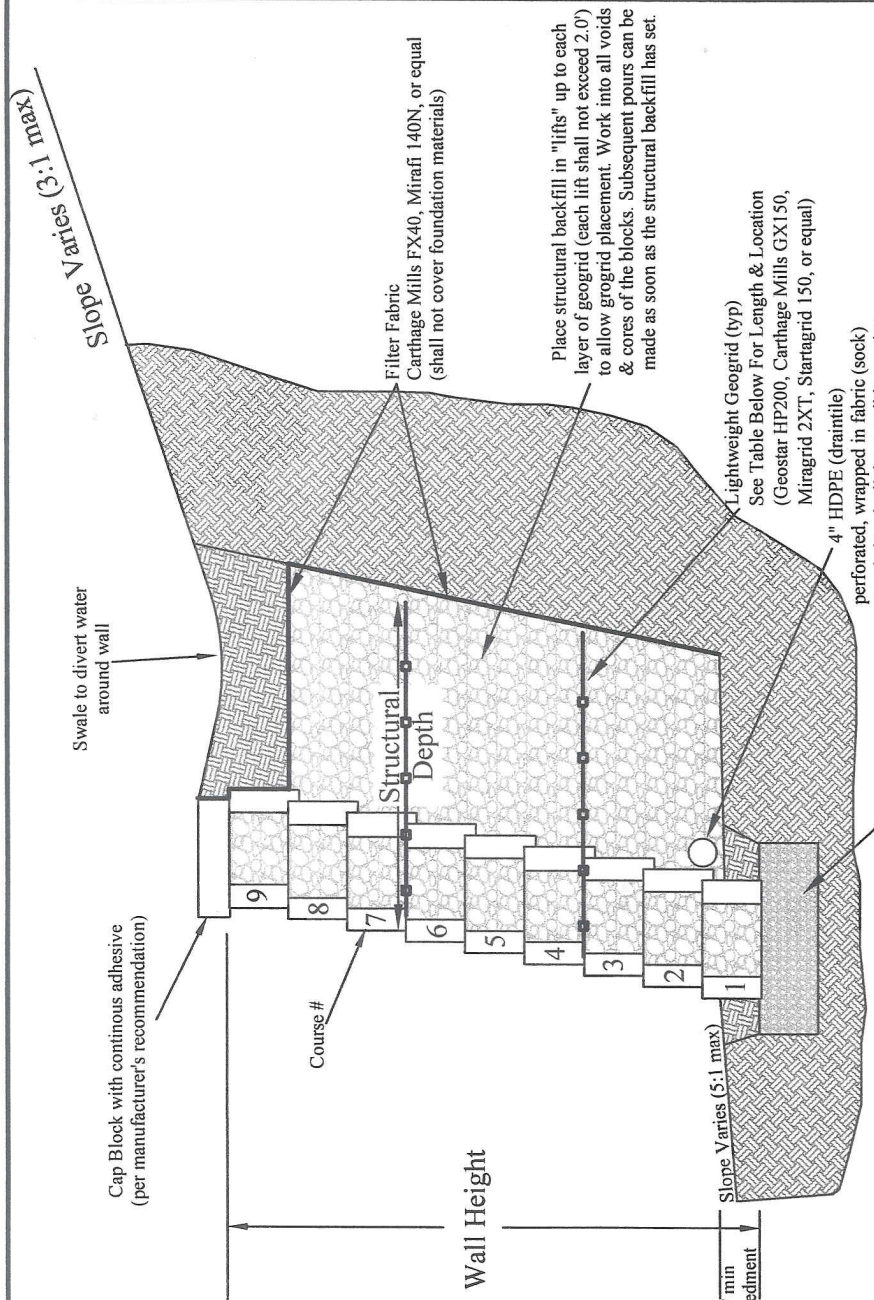 Slope Varies (3:1 max)
Swale to divert water
around wall
Cap Block with continous adhesive
(per manufacturer's recommendation)
Filter Fabric
Carthage Mills FX40, Mirafi 140N, or equal
(shall not cover foundation materials)
Course #
Structural
Depth
Place structural backfill in "lifts" up to each
layer of geogrid (each lift shall not exceed 2.0')
to allow grogrid placement. Work into all voids
& cores of the blocks. Subsequent pours can be
made as soon as the structural backfill has set.
9
8
7
6
5
4
3
2
1
Wall Height
Lightweight Geogrid (typ)
See Table Below For Length & Location
(Geostar HP200, Carthage Mills GX150,
Miragrid 2XT, Startagrid 150, or equal)
Slope Varies (5:1 max)
min
edment
4" HDPE (draintile)
perforated, wrapped in fabric (sock)